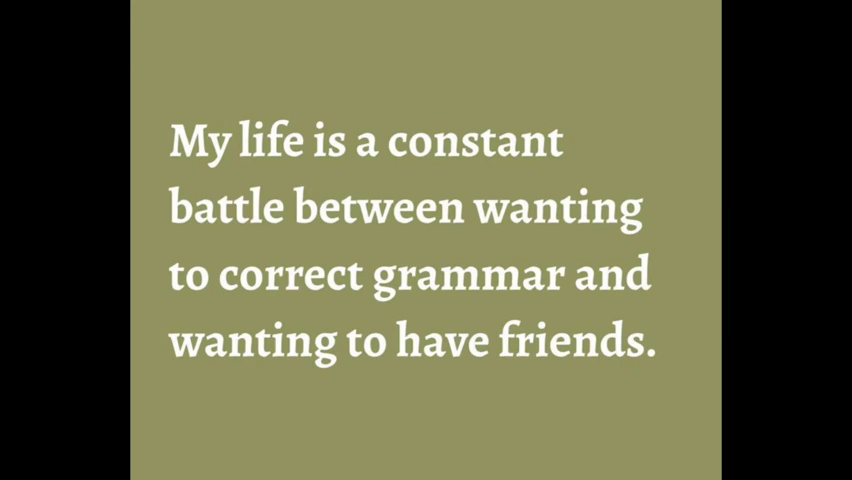 My life is a constant
battle between wanting
to correct grammar and
wanting to have friends.